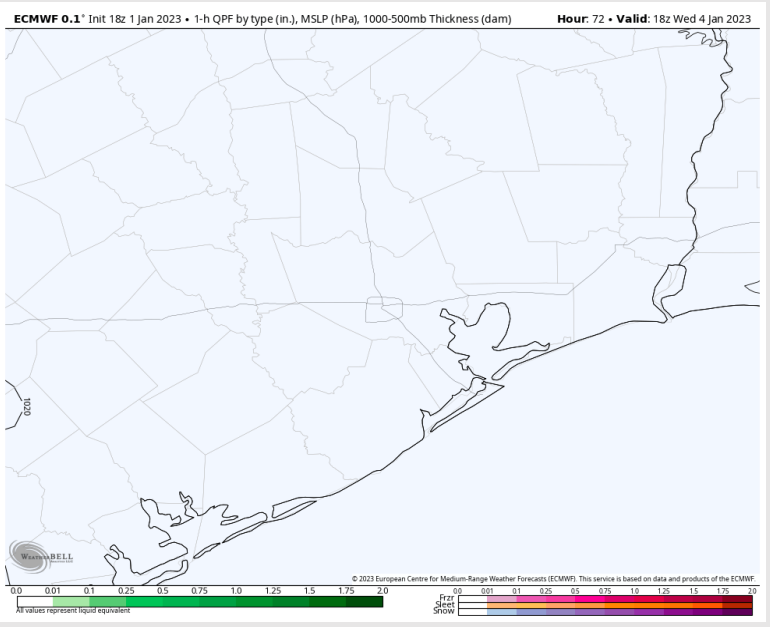 ECMWF 0.1° Init 18z 1 Jan 2023 • 1-h QPF by type (in.), MSLP (hPa), 1000-500mb Thickness (dam)
Hour: 72 • Valid: 18z Wed 4 Jan 2023
1020
WEATHERBELL
© 2023 European Centre for Medium-Range Weather Forecasts (ECMWF). This service is based on data and products of the ECMWF.
0.0 0.01 0.1 0.25 0.5 0.75 1.0 1.25 1.5 1.75 2.0
All values represent liquid equivalent
0.0 0.01 0.1 0.25 0.5 0.75 1.0 1.25 1.5 1.75 2.0
Frzr
Sleet
Snow